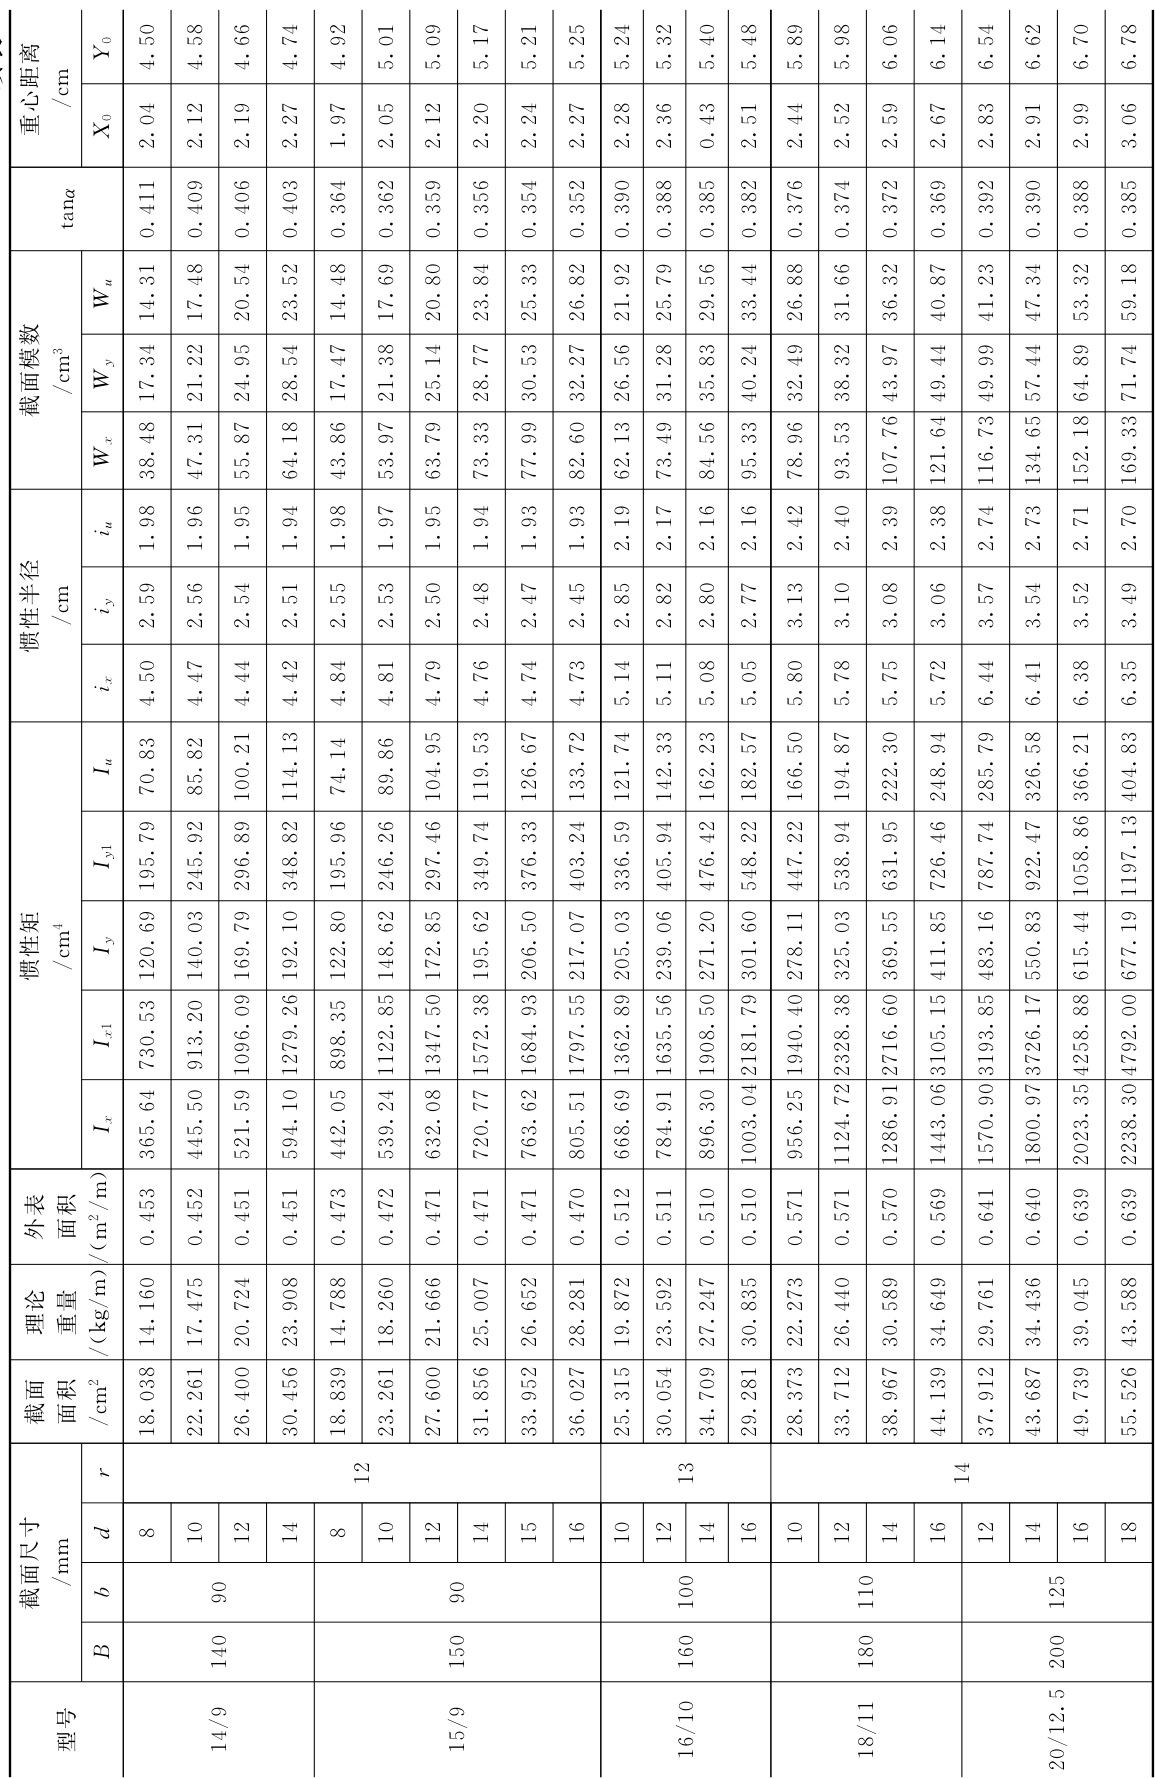 型号 截面尺寸/mm 截面面积/cm² 理论重量/(kg/m) 外表面积/(m²/m) 惯性矩/cm⁴ 惯性半径/cm 截面模数/cm³ tanα 重心距离/cm
B b d r Iₓ Iₓ₁ I_y I_y1 I_u iₓ i_y i_u Wₓ W_y W_u X₀ Y₀
14/9 140 90 8 12 18.038 14.160 0.453 365.64 730.53 120.69 195.79 70.83 4.50 2.59 1.98 38.48 17.34 14.31 0.411 2.04 4.50
10 22.261 17.475 0.452 445.50 913.20 140.03 245.92 85.82 4.47 2.56 1.96 47.31 21.22 17.48 0.409 2.12 4.58
12 26.400 20.724 0.451 521.59 1096.09 169.79 296.89 100.21 4.44 2.54 1.95 55.87 24.95 20.54 0.406 2.19 4.66
14 30.456 23.908 0.451 594.10 1279.26 192.10 348.82 114.13 4.42 2.51 1.94 64.18 28.54 23.52 0.403 2.27 4.74
15/9 150 90 8 18.839 14.788 0.473 442.05 898.35 122.80 195.96 74.14 4.84 2.55 1.98 43.86 17.47 14.48 0.364 1.97 4.92
10 23.261 18.260 0.472 539.24 1122.85 148.62 246.26 89.86 4.81 2.53 1.97 53.97 21.38 17.69 0.362 2.05 5.01
12 27.600 21.666 0.471 632.08 1347.50 172.85 297.46 104.95 4.79 2.50 1.95 63.79 25.14 20.80 0.359 2.12 5.09
14 31.856 25.007 0.471 720.77 1572.38 195.62 349.74 119.53 4.76 2.48 1.94 73.33 28.77 23.84 0.356 2.20 5.17
15 33.952 26.652 0.471 763.62 1684.93 206.50 376.33 126.67 4.74 2.47 1.93 77.99 30.53 25.33 0.354 2.24 5.21
16 36.027 28.281 0.470 805.51 1797.55 217.07 403.24 133.72 4.73 2.45 1.93 82.60 32.27 26.82 0.352 2.27 5.25
16/10 160 100 10 13 25.315 19.872 0.512 668.69 1362.89 205.03 336.59 121.74 5.14 2.85 2.19 62.13 26.56 21.92 0.390 2.28 5.24
12 30.054 23.592 0.511 784.91 1635.56 239.06 405.94 142.33 5.11 2.82 2.17 73.49 31.28 25.79 0.388 2.36 5.32
14 34.709 27.247 0.510 896.30 1908.50 271.20 476.42 162.23 5.08 2.80 2.16 84.56 35.83 29.56 0.385 0.43 5.40
16 29.281 30.835 0.510 1003.04 2181.79 301.60 548.22 182.57 5.05 2.77 2.16 95.33 40.24 33.44 0.382 2.51 5.48
18/11 180 110 10 14 28.373 22.273 0.571 956.25 1940.40 278.11 447.22 166.50 5.80 3.13 2.42 78.96 32.49 26.88 0.376 2.44 5.89
12 33.712 26.440 0.571 1124.72 2328.38 325.03 538.94 194.87 5.78 3.10 2.40 93.53 38.32 31.66 0.374 2.52 5.98
14 38.967 30.589 0.570 1286.91 2716.60 369.55 631.95 222.30 5.75 3.08 2.39 107.76 43.97 36.32 0.372 2.59 6.06
16 44.139 34.649 0.569 1443.06 3105.15 411.85 726.46 248.94 5.72 3.06 2.38 121.64 49.44 40.87 0.369 2.67 6.14
20/12.5 200 125 12 37.912 29.761 0.641 1570.90 3193.85 483.16 787.74 285.79 6.44 3.57 2.74 116.73 49.99 41.23 0.392 2.83 6.54
14 43.687 34.436 0.640 1800.97 3726.17 550.83 922.47 326.58 6.41 3.54 2.73 134.65 57.44 47.34 0.390 2.91 6.62
16 49.739 39.045 0.639 2023.35 4258.88 615.44 1058.86 366.21 6.38 3.52 2.71 152.18 64.89 53.32 0.388 2.99 6.70
18 55.526 43.588 0.639 2238.30 4792.00 677.19 1197.13 404.83 6.35 3.49 2.70 169.33 71.74 59.18 0.385 3.06 6.78